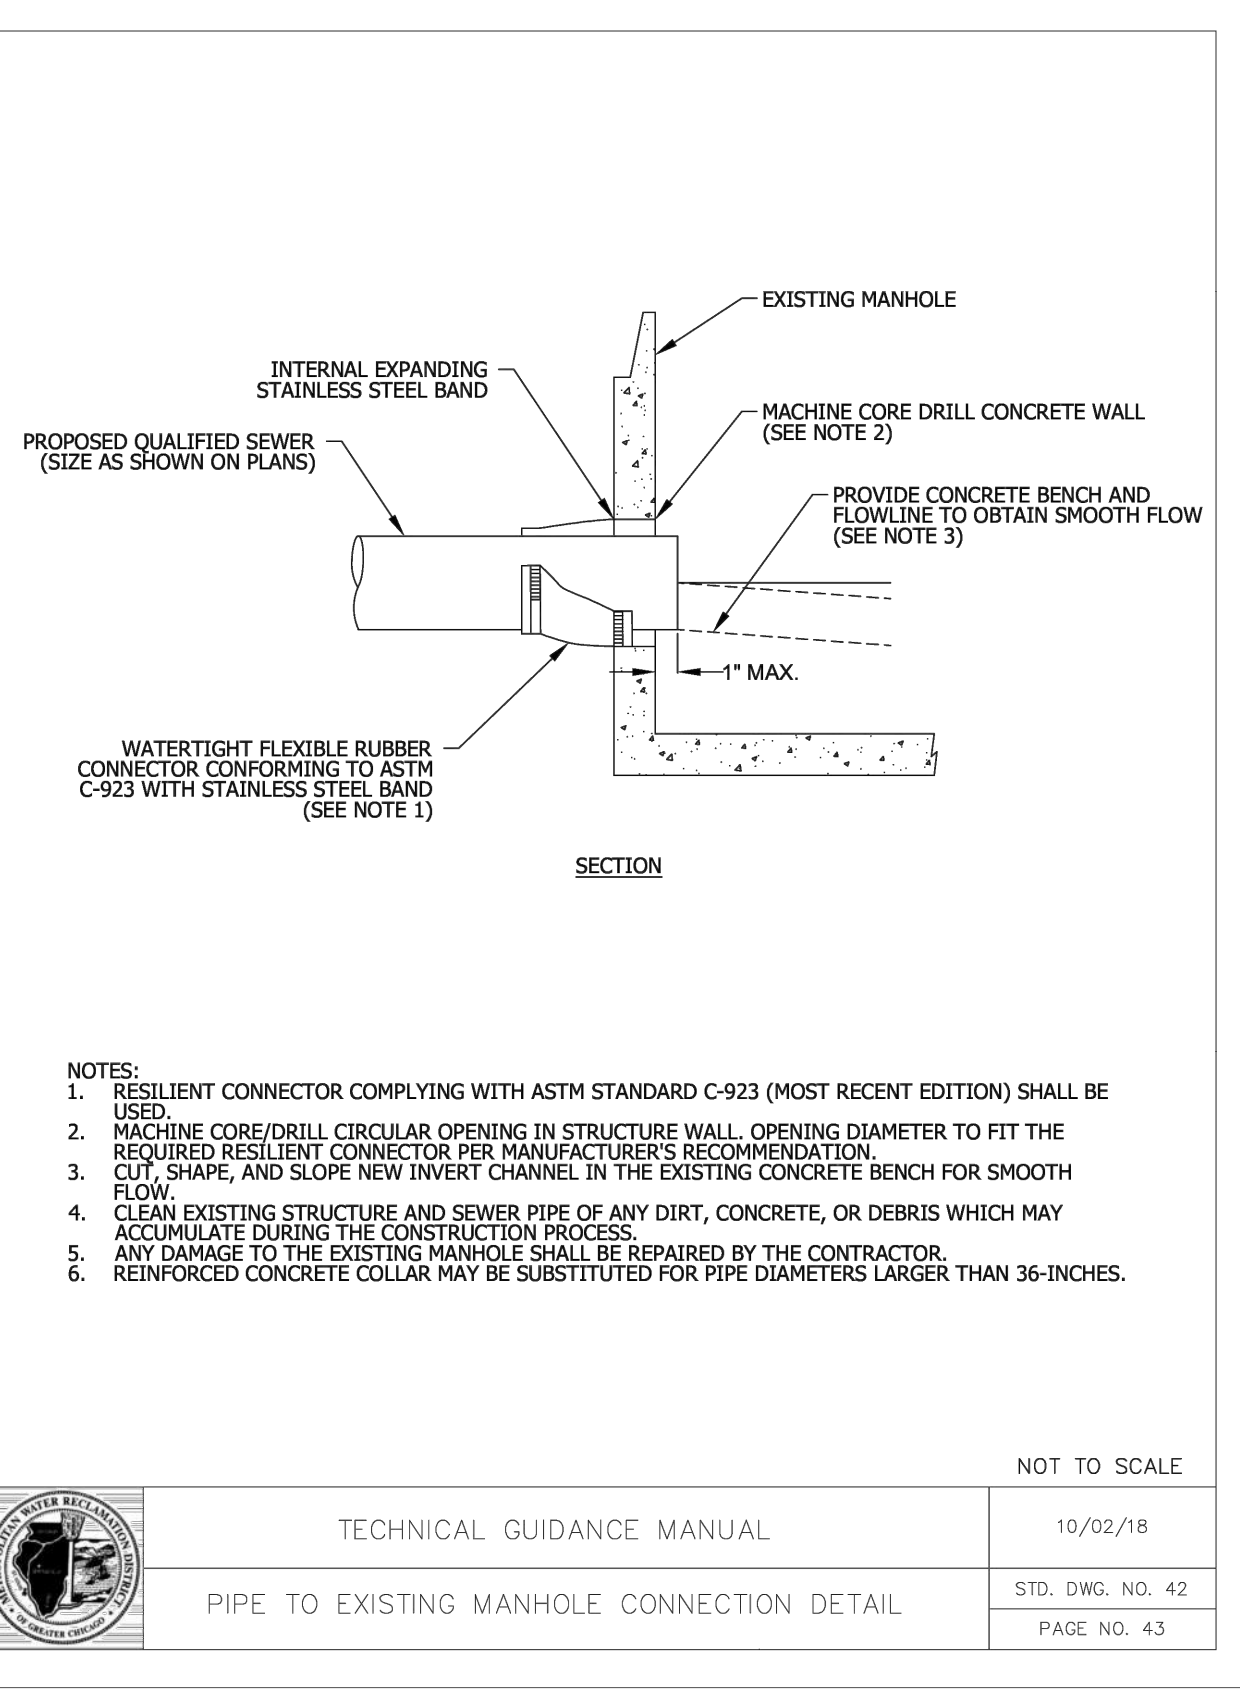 EXISTING MANHOLE
INTERNAL EXPANDING
STAINLESS STEEL BAND
MACHINE CORE DRILL CONCRETE WALL
(SEE NOTE 2)
PROPOSED QUALIFIED SEWER
(SIZE AS SHOWN ON PLANS)
PROVIDE CONCRETE BENCH AND
FLOWLINE TO OBTAIN SMOOTH FLOW
(SEE NOTE 3)
1" MAX.
WATERTIGHT FLEXIBLE RUBBER
CONNECTOR CONFORMING TO ASTM
C-923 WITH STAINLESS STEEL BAND
(SEE NOTE 1)
SECTION
NOTES:
1. RESILIENT CONNECTOR COMPLYING WITH ASTM STANDARD C-923 (MOST RECENT EDITION) SHALL BE
USED.
2. MACHINE CORE/DRILL CIRCULAR OPENING IN STRUCTURE WALL. OPENING DIAMETER TO FIT THE
REQUIRED RESILIENT CONNECTOR PER MANUFACTURER'S RECOMMENDATION.
3. CUT, SHAPE, AND SLOPE NEW INVERT CHANNEL IN THE EXISTING CONCRETE BENCH FOR SMOOTH
FLOW.
4. CLEAN EXISTING STRUCTURE AND SEWER PIPE OF ANY DIRT, CONCRETE, OR DEBRIS WHICH MAY
ACCUMULATE DURING THE CONSTRUCTION PROCESS.
5. ANY DAMAGE TO THE EXISTING MANHOLE SHALL BE REPAIRED BY THE CONTRACTOR.
6. REINFORCED CONCRETE COLLAR MAY BE SUBSTITUTED FOR PIPE DIAMETERS LARGER THAN 36-INCHES.
NOT TO SCALE
WATER RECLAMATION DISTRICT
OF GREATER CHICAGO
TECHNICAL GUIDANCE MANUAL
10/02/18
PIPE TO EXISTING MANHOLE CONNECTION DETAIL
STD. DWG. NO. 42
PAGE NO. 43